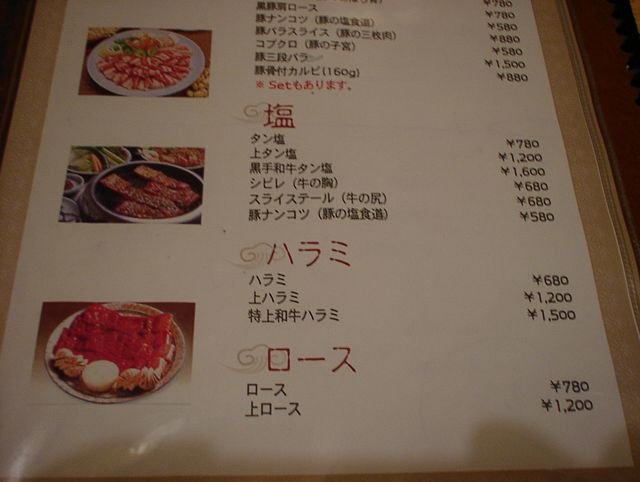 黒豚肩ロース ¥780
豚ナンコツ（豚の塩食道） ¥780
豚バラスライス（豚の三枚肉） ¥580
コブクロ（豚の子宮） ¥880
豚三段バラ ¥580
豚骨付カルビ(160g) ¥1,500
¥880
※ Setもあります。
塩
タン塩 ¥780
上タン塩 ¥1,200
黒毛和牛タン塩 ¥1,600
シビレ（牛の胸） ¥680
スライステール（牛の尻） ¥680
豚ナンコツ（豚の塩食道） ¥580
ハラミ
ハラミ ¥680
上ハラミ ¥1,200
特上和牛ハラミ ¥1,500
ロース
ロース ¥780
上ロース ¥1,200